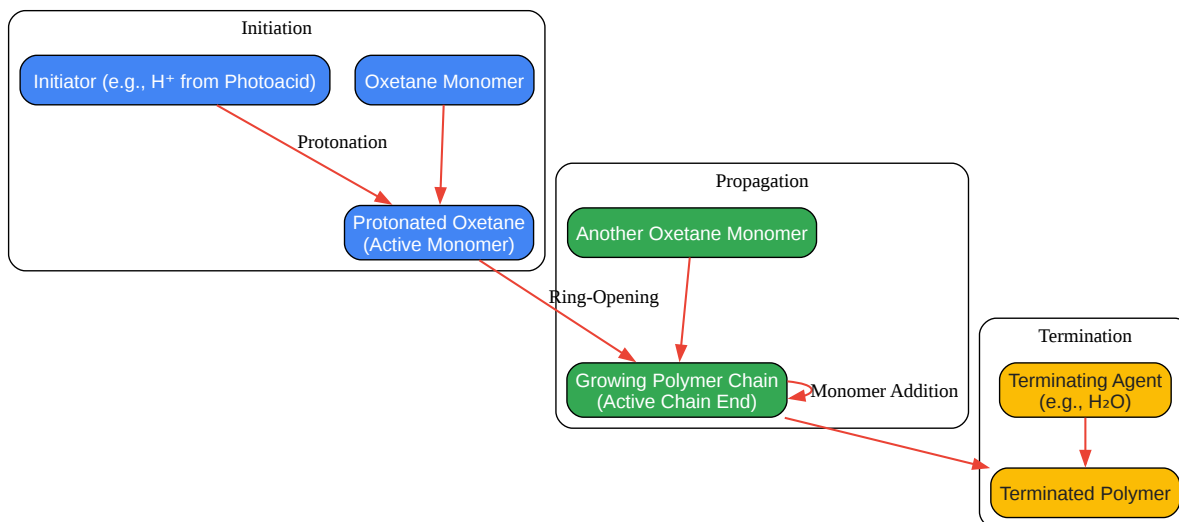 Initiation
Initiator (e.g., H⁺ from Photoacid)
Oxetane Monomer
Protonation
Protonated Oxetane
(Active Monomer)
Propagation
Another Oxetane Monomer
Ring-Opening
Growing Polymer Chain
(Active Chain End)
Monomer Addition
Termination
Terminating Agent
(e.g., H₂O)
Terminated Polymer